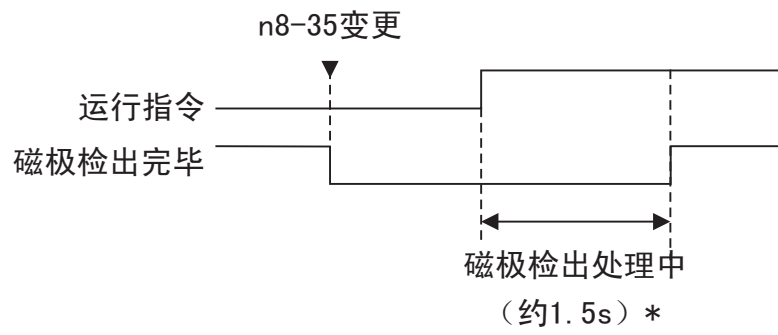 n8-35变更
运行指令
磁极检出完毕
磁极检出处理中
（约1.5s）*